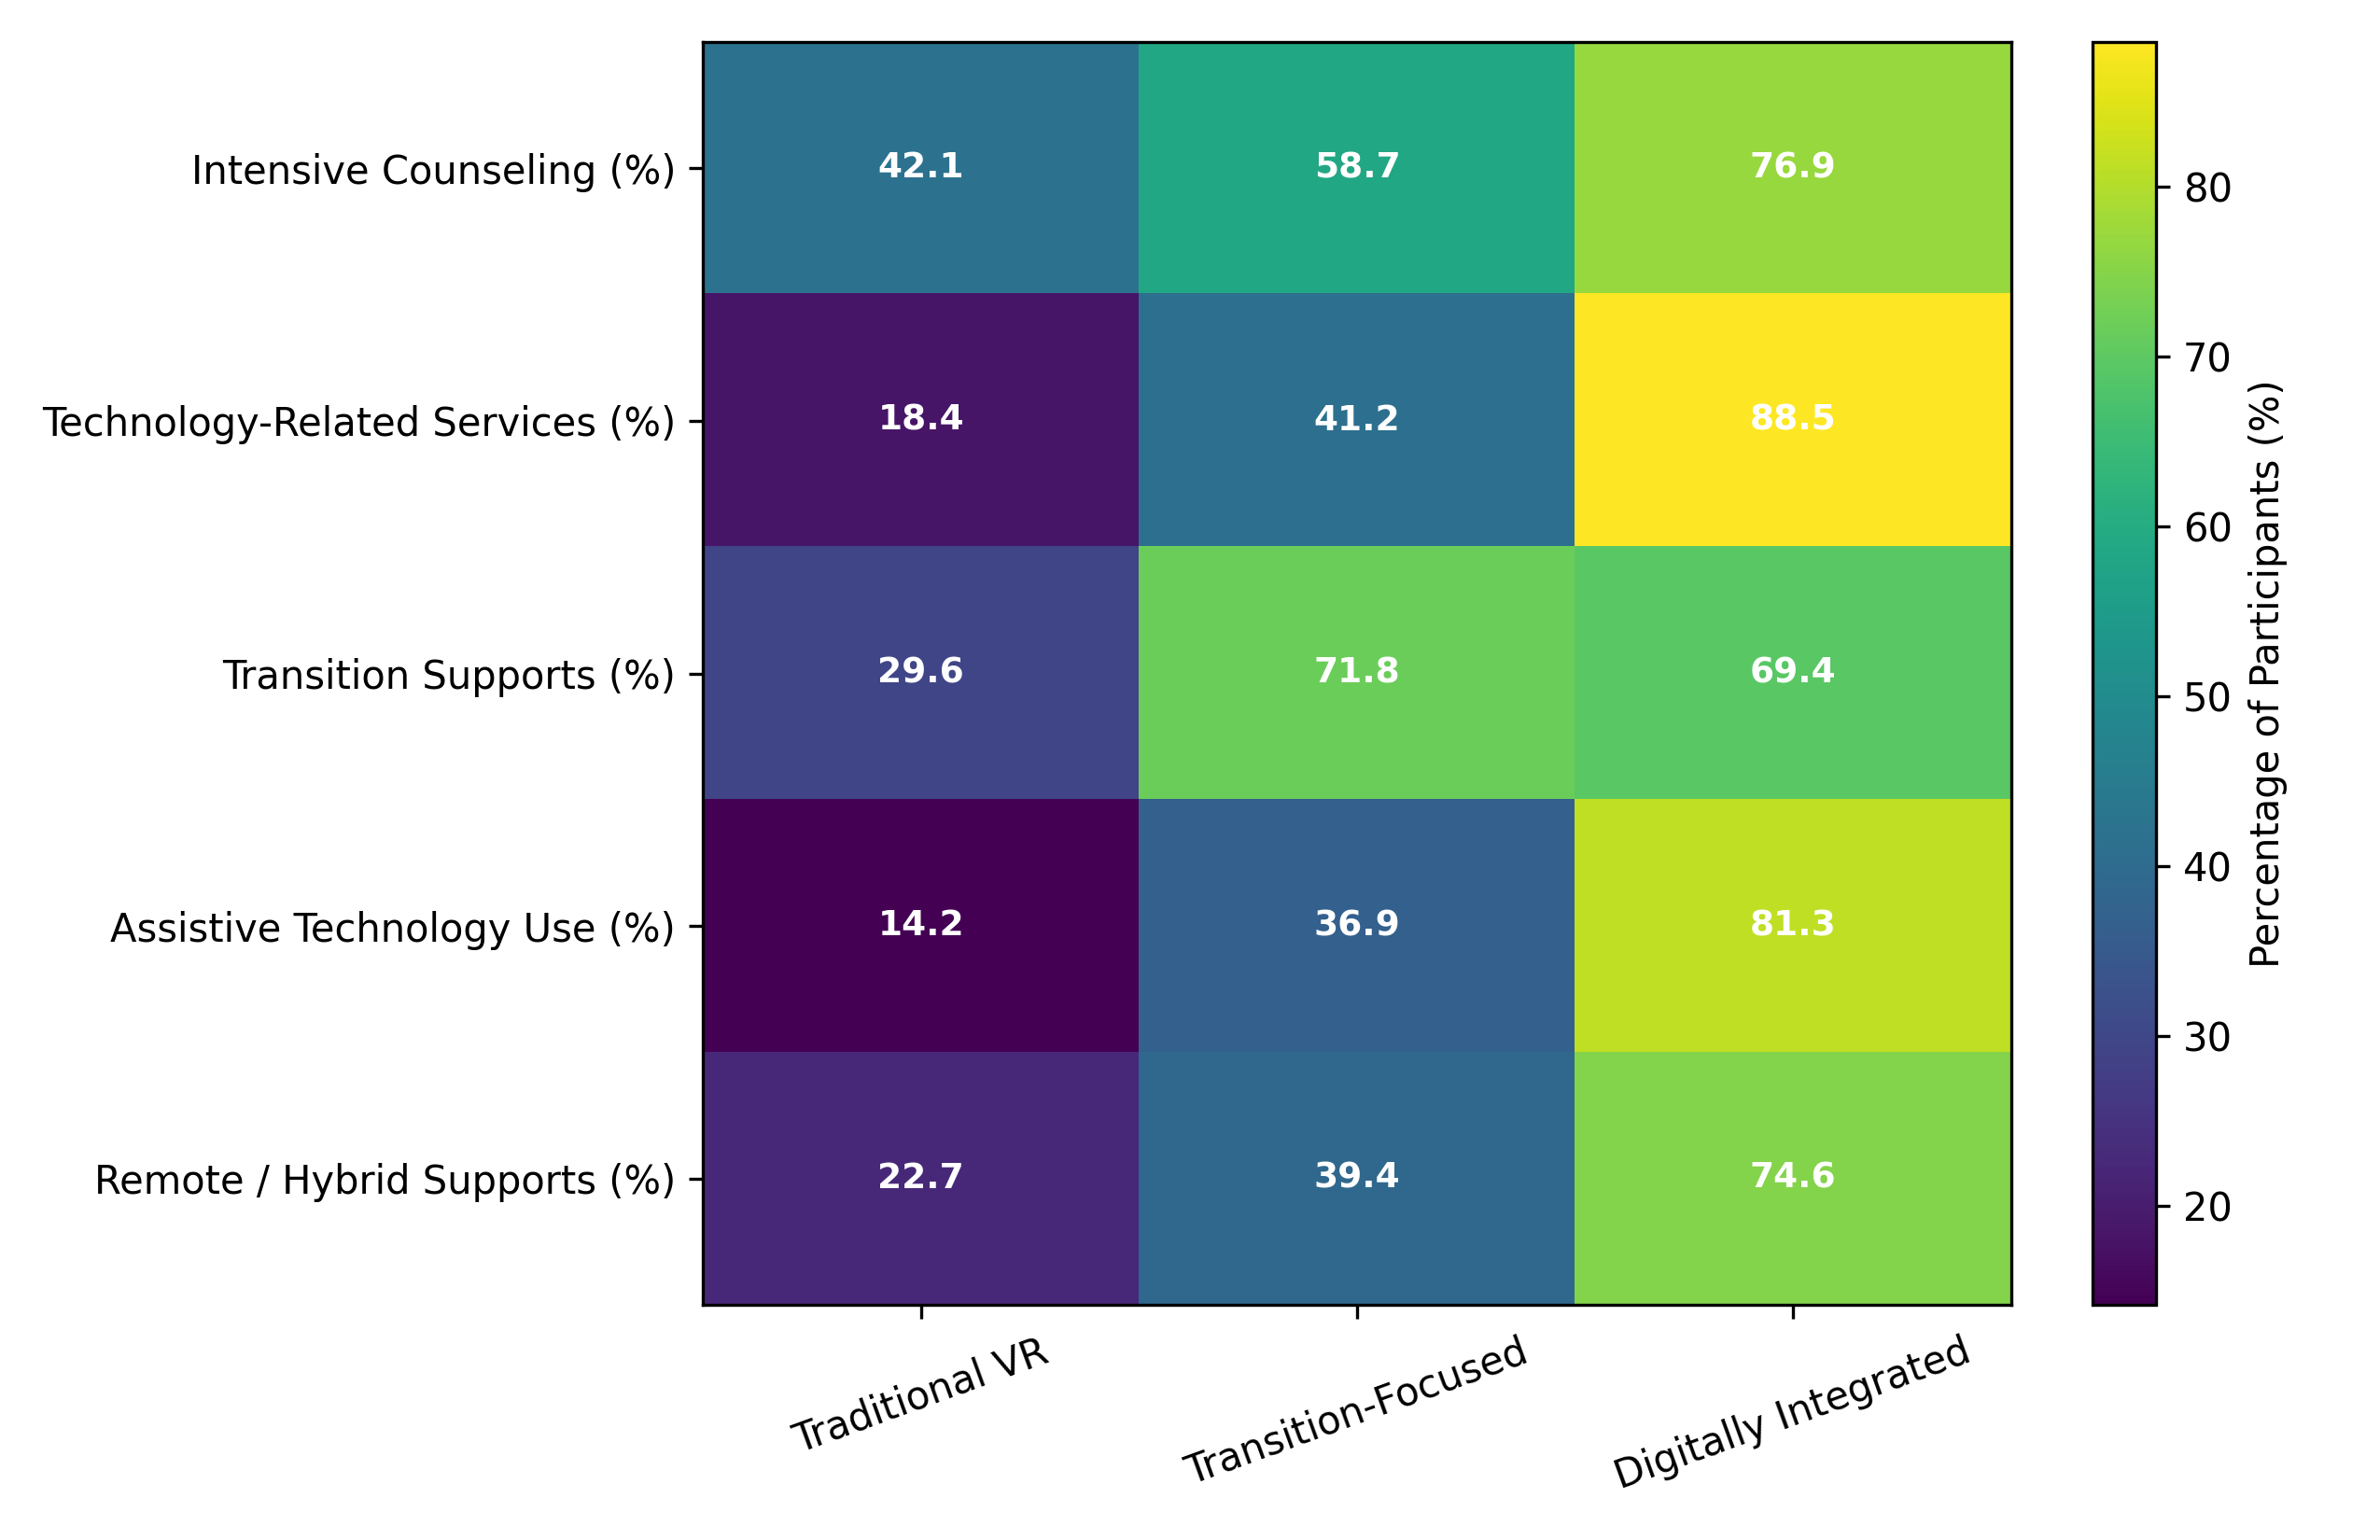 Intensive Counseling (%) 42.1 58.7 76.9
Technology-Related Services (%) 18.4 41.2 88.5
Transition Supports (%) 29.6 71.8 69.4
Assistive Technology Use (%) 14.2 36.9 81.3
Remote / Hybrid Supports (%) 22.7 39.4 74.6
Traditional VR
Transition-Focused
Digitally Integrated
80
70
60
50
40
30
20
Percentage of Participants (%)